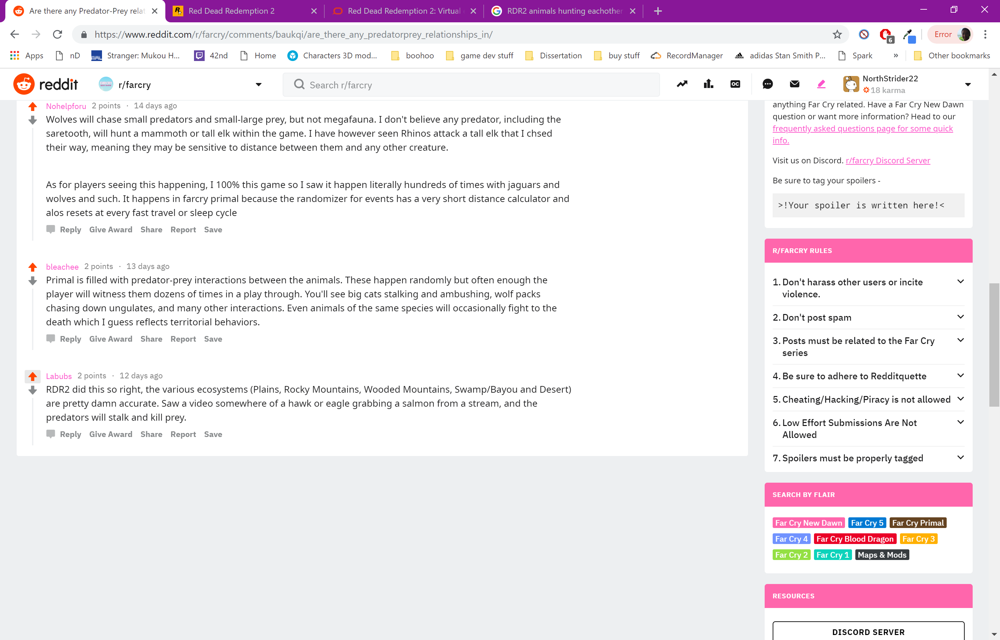 Are there any Predator-Prey relat
Red Dead Redemption 2
Red Dead Redemption 2: Virtual
RDR2 animals hunting eachother
https://www.reddit.com/r/farcry/comments/baukqi/are_there_any_predatorprey_relationships_in/
6
Error
Apps
nD
MAL
Stranger: Mukou H...
42nd
Home
Characters 3D mod...
boohoo
game dev stuff
Dissertation
buy stuff
RecordManager
adidas
adidas Stan Smith P...
Spark
»
Other bookmarks
reddit
r/farcry
Search r/farcry
OC
NorthStrider22
18 karma
Nohelpforu 2 points · 14 days ago
Wolves will chase small predators and small-large prey, but not megafauna. I don't believe any predator, including the
saretooth, will hunt a mammoth or tall elk within the game. I have however seen Rhinos attack a tall elk that I chsed
their way, meaning they may be sensitive to distance between them and any other creature.
As for players seeing this happening, I 100% this game so I saw it happen literally hundreds of times with jaguars and
wolves and such. It happens in farcry primal because the randomizer for events has a very short distance calculator and
alos resets at every fast travel or sleep cycle
Reply Give Award Share Report Save
bleachee 2 points · 13 days ago
Primal is filled with predator-prey interactions between the animals. These happen randomly but often enough the
player will witness them dozens of times in a play through. You'll see big cats stalking and ambushing, wolf packs
chasing down ungulates, and many other interactions. Even animals of the same species will occasionally fight to the
death which I guess reflects territorial behaviors.
Reply Give Award Share Report Save
Labubs 2 points · 12 days ago
RDR2 did this so right, the various ecosystems (Plains, Rocky Mountains, Wooded Mountains, Swamp/Bayou and Desert)
are pretty damn accurate. Saw a video somewhere of a hawk or eagle grabbing a salmon from a stream, and the
predators will stalk and kill prey.
Reply Give Award Share Report Save
anything Far Cry related. Have a Far Cry New Dawn
question or want more information? Head to our
frequently asked questions page for some quick
info.
Visit us on Discord. r/farcry Discord Server
Be sure to tag your spoilers -
>!Your spoiler is written here!<
R/FARCRY RULES
1. Don't harass other users or incite
violence.
2. Don't post spam
3. Posts must be related to the Far Cry
series
4. Be sure to adhere to Redditquette
5. Cheating/Hacking/Piracy is not allowed
6. Low Effort Submissions Are Not
Allowed
7. Spoilers must be properly tagged
SEARCH BY FLAIR
Far Cry New Dawn Far Cry 5 Far Cry Primal
Far Cry 4 Far Cry Blood Dragon Far Cry 3
Far Cry 2 Far Cry 1 Maps & Mods
RESOURCES
DISCORD SERVER